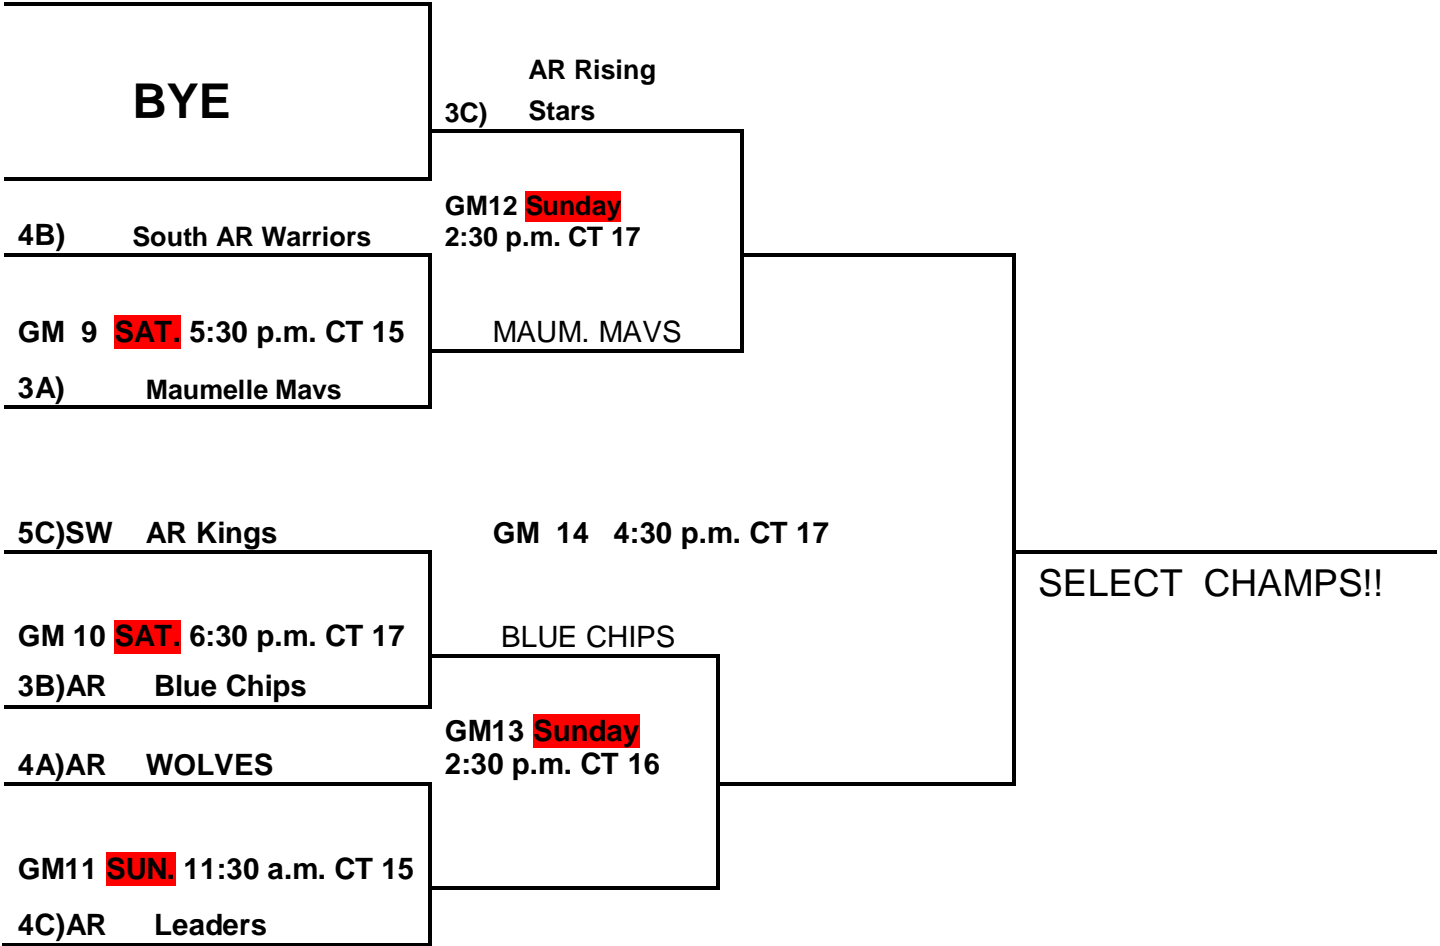 BYE
AR Rising
3C) Stars
GM12 Sunday
4B) South AR Warriors
2:30 p.m. CT 17
GM 9 SAT. 5:30 p.m. CT 15
MAUM. MAVS
3A) Maumelle Mavs
5C)SW AR Kings
GM 14 4:30 p.m. CT 17
SELECT CHAMPS!!
GM 10 SAT. 6:30 p.m. CT 17
BLUE CHIPS
3B)AR Blue Chips
GM13 Sunday
4A)AR WOLVES
2:30 p.m. CT 16
GM11 SUN. 11:30 a.m. CT 15
4C)AR Leaders